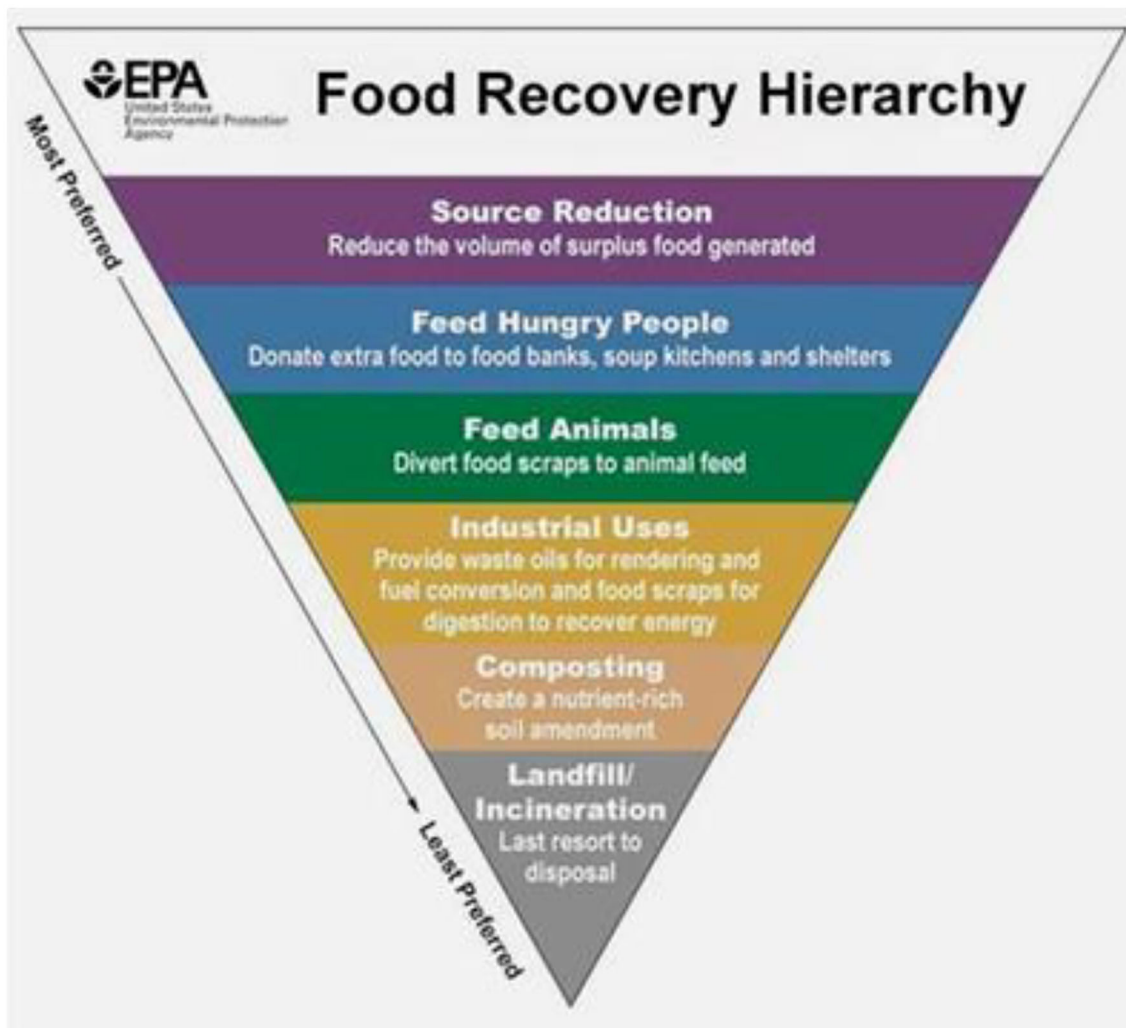 EPA
United States
Environmental Protection
Agency
Food Recovery Hierarchy
Most Preferred
Source Reduction
Reduce the volume of surplus food generated
Feed Hungry People
Donate extra food to food banks, soup kitchens and shelters
Feed Animals
Divert food scraps to animal feed
Industrial Uses
Provide waste oils for rendering and
fuel conversion and food scraps for
digestion to recover energy
Composting
Create a nutrient-rich
soil amendment
Landfill/
Incineration
Last resort to
disposal
Least Preferred